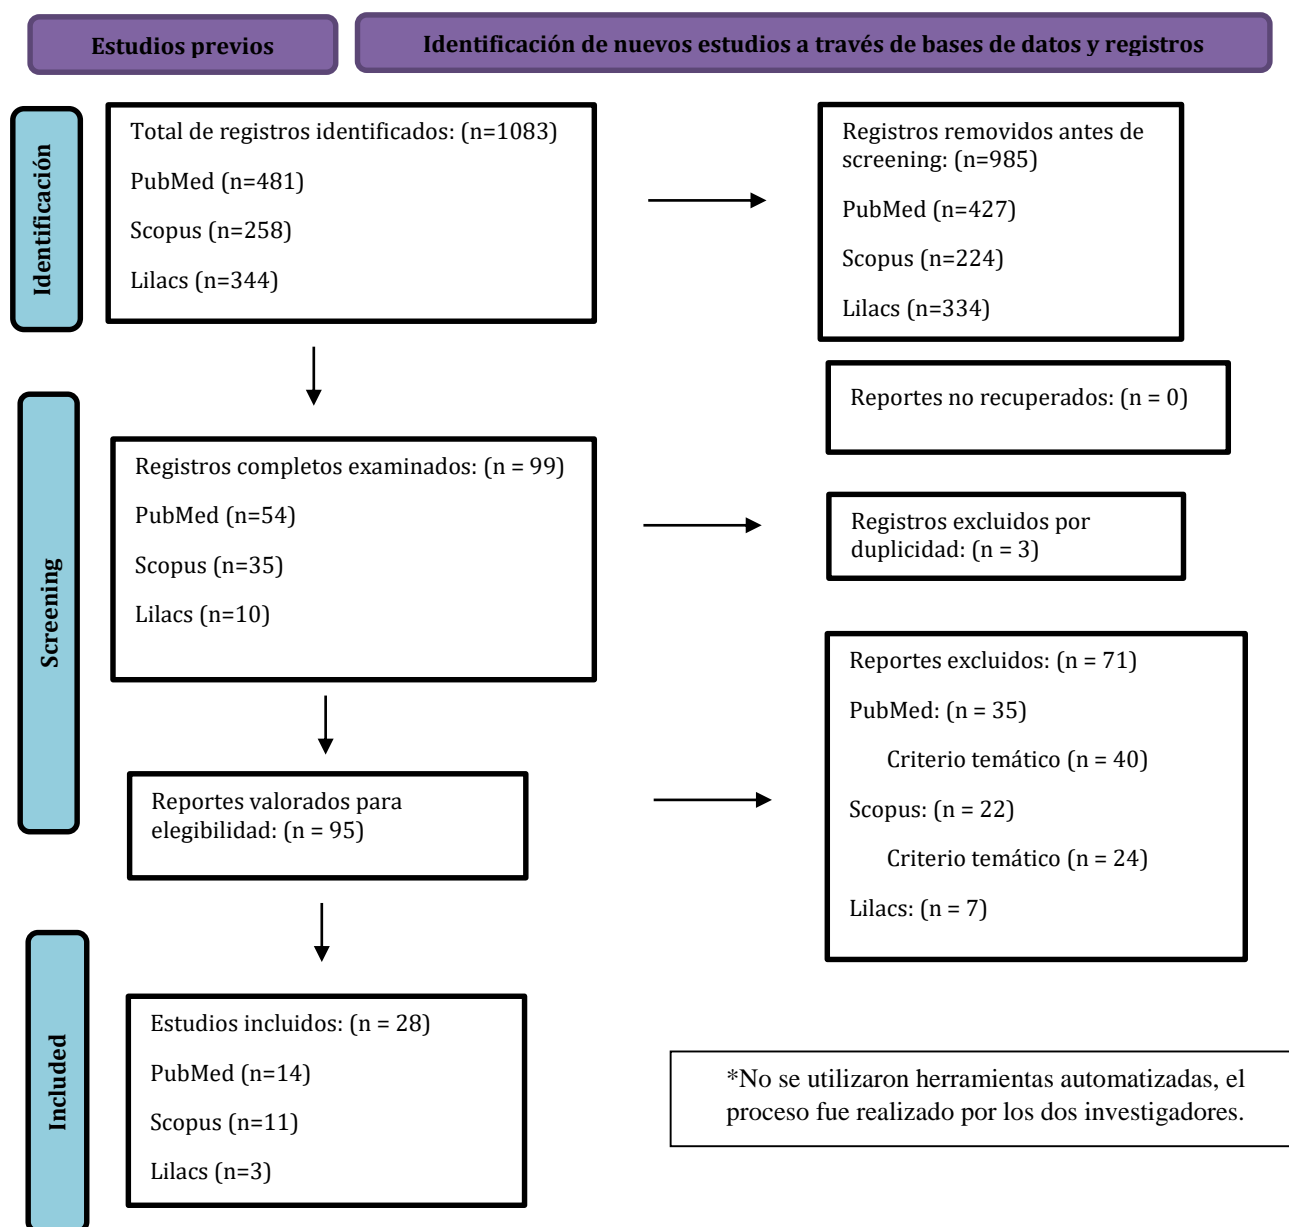 Estudios previos
Identificación de nuevos estudios a través de bases de datos y registros
Identificación
Total de registros identificados: (n=1083)
PubMed (n=481)
Scopus (n=258)
Lilacs (n=344)
Registros removidos antes de
screening: (n=985)
PubMed (n=427)
Scopus (n=224)
Lilacs (n=334)
Screening
Reportes no recuperados: (n = 0)
Registros completos examinados: (n = 99)
PubMed (n=54)
Scopus (n=35)
Lilacs (n=10)
Registros excluidos por
duplicidad: (n = 3)
Reportes valorados para
elegibilidad: (n = 95)
Reportes excluidos: (n = 71)
PubMed: (n = 35)
Criterio temático (n = 40)
Scopus: (n = 22)
Criterio temático (n = 24)
Lilacs: (n = 7)
Included
Estudios incluidos: (n = 28)
PubMed (n=14)
Scopus (n=11)
Lilacs (n=3)
*No se utilizaron herramientas automatizadas, el
proceso fue realizado por los dos investigadores.